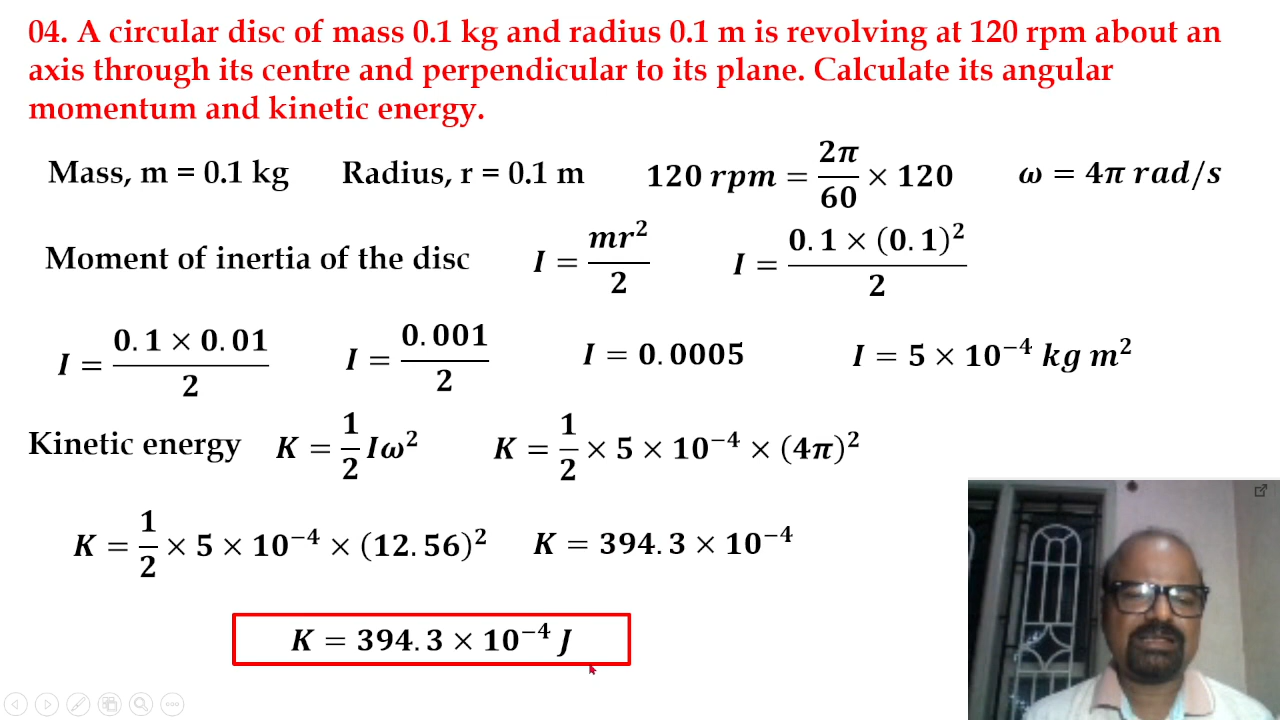 04. A circular disc of mass 0.1 kg and radius 0.1 m is revolving at 120 rpm about an
axis through its centre and perpendicular to its plane. Calculate its angular
momentum and kinetic energy.
Mass, m = 0.1 kg Radius, r = 0.1 m 120 rpm = 2π/60 × 120 ω = 4π rad/s
Moment of inertia of the disc I = mr²/2 I = 0.1 × (0.1)²/2
I = 0.1 × 0.01/2 I = 0.001/2 I = 0.0005 I = 5 × 10⁻⁴ kg m²
Kinetic energy K = 1/2 Iω² K = 1/2 × 5 × 10⁻⁴ × (4π)²
K = 1/2 × 5 × 10⁻⁴ × (12.56)² K = 394.3 × 10⁻⁴
K = 394.3 × 10⁻⁴ J